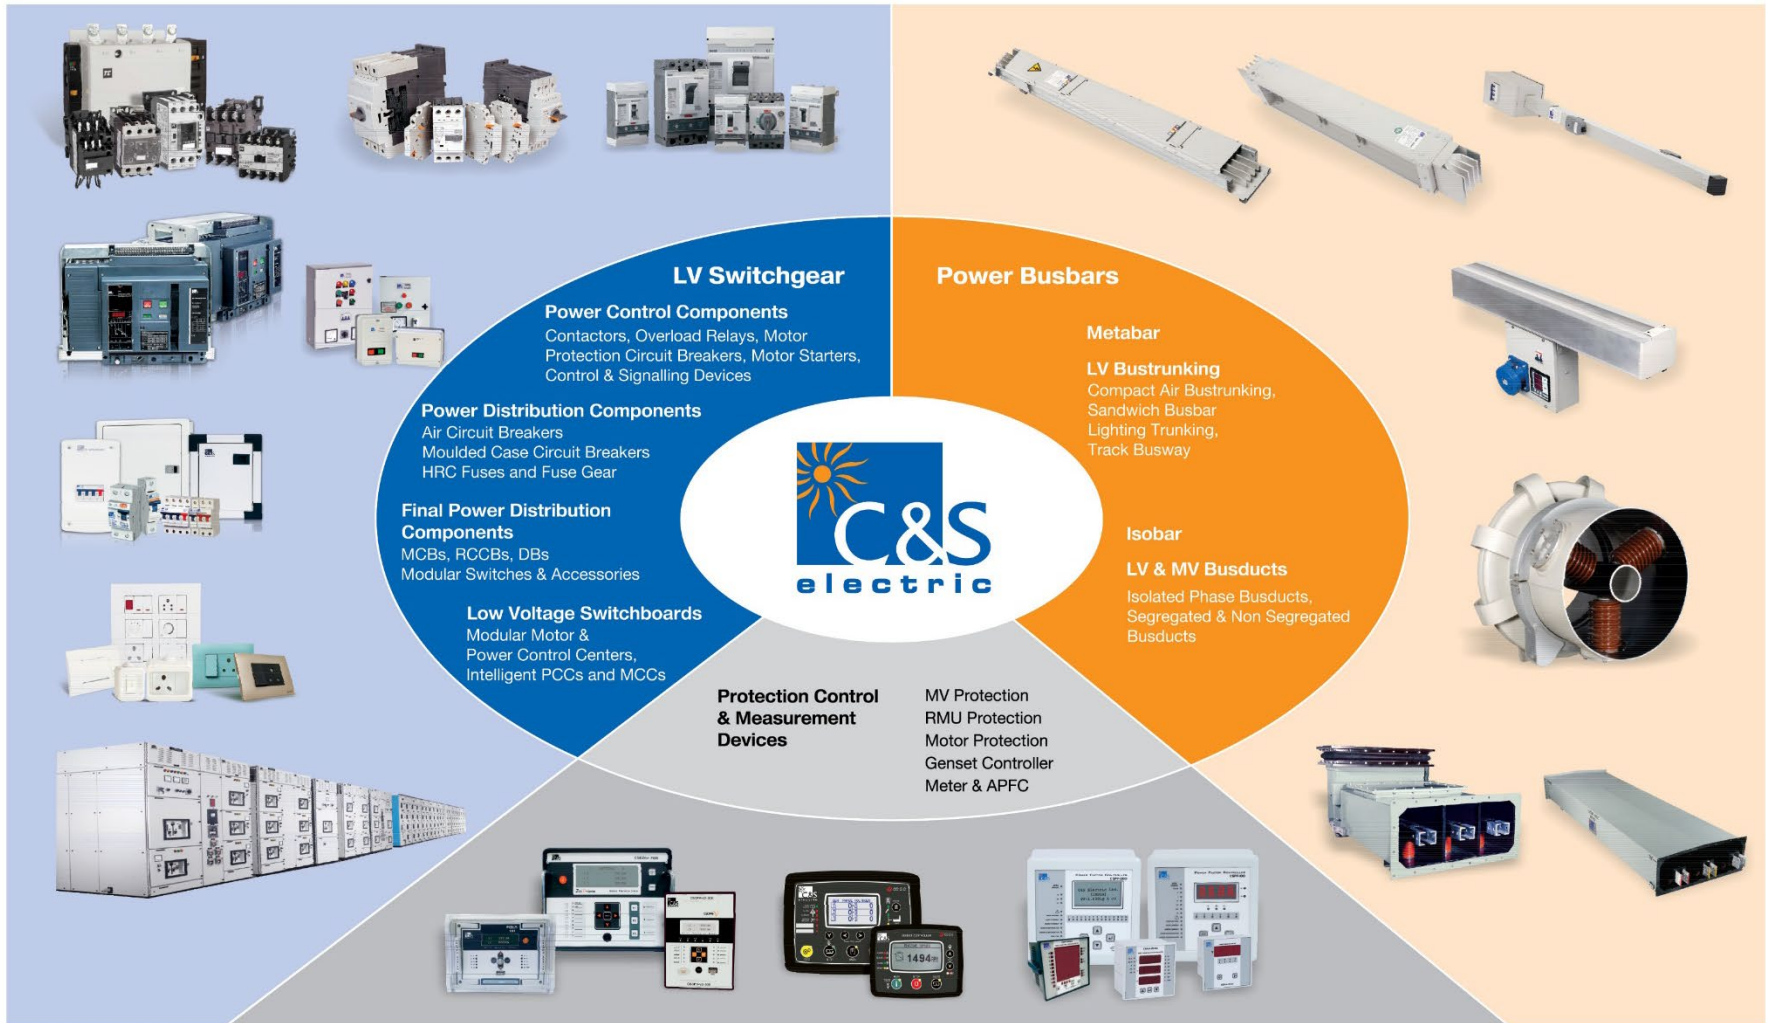 LV Switchgear
Power Control Components
Contactors, Overload Relays, Motor
Protection Circuit Breakers, Motor Starters,
Control & Signalling Devices
Power Distribution Components
Air Circuit Breakers
Moulded Case Circuit Breakers
HRC Fuses and Fuse Gear
Final Power Distribution
Components
MCBs, RCCBs, DBs
Modular Switches & Accessories
Low Voltage Switchboards
Modular Motor &
Power Control Centers,
Intelligent PCCs and MCCs
Power Busbars
Metabar
LV Bustrunking
Compact Air Bustrunking,
Sandwich Busbar
Lighting Trunking,
Track Busway
Isobar
LV & MV Busducts
Isolated Phase Busducts,
Segregated & Non Segregated
Busducts
C&S
electric
Protection Control
& Measurement
Devices
MV Protection
RMU Protection
Motor Protection
Genset Controller
Meter & APFC
C&S
1494